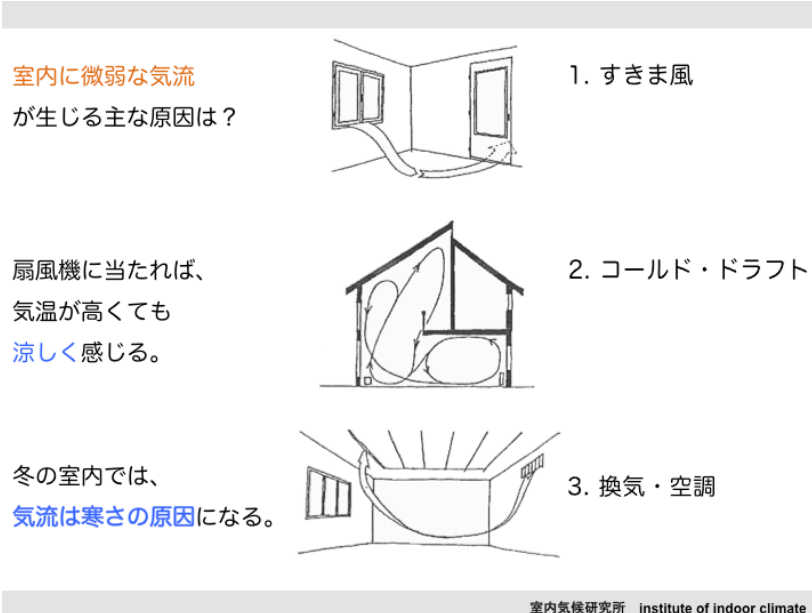 室内に微弱な気流
が生じる主な原因は？
1. すきま風
扇風機に当たれば、
気温が高くても
涼しく感じる。
2. コールド・ドラフト
冬の室内では、
気流は寒さの原因になる。
3. 換気・空調
室内気候研究所 institute of indoor climate